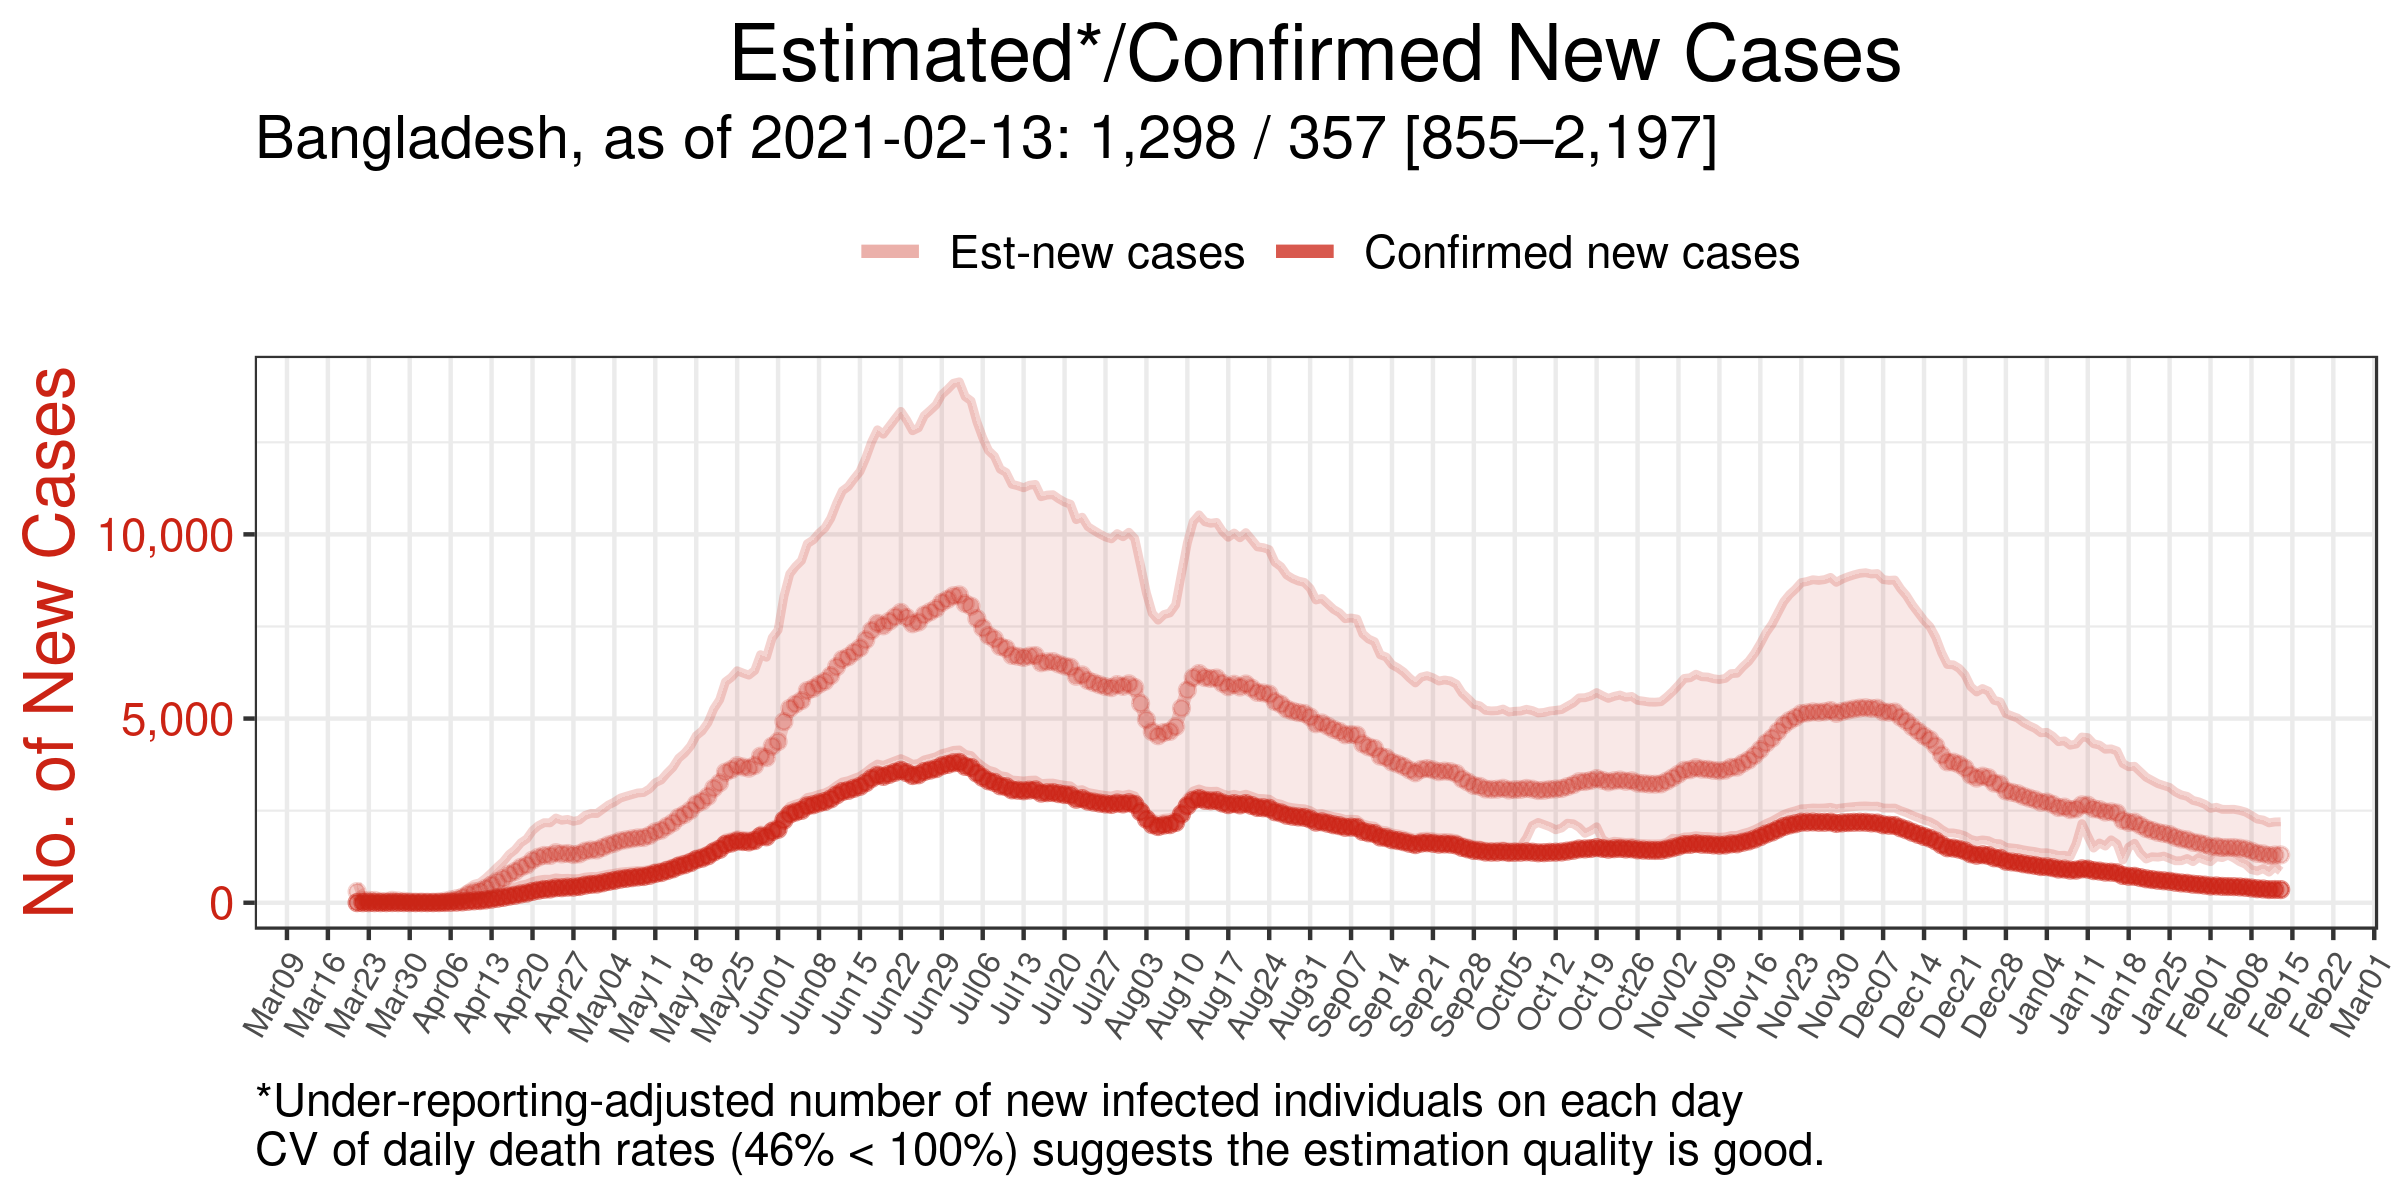 Estimated*/Confirmed New Cases
Bangladesh, as of 2021-02-13: 1,298 / 357 [855–2,197]
Est-new cases Confirmed new cases
No. of New Cases
10,000
5,000
0
Mar09 Mar16 Mar23 Mar30 Apr06 Apr13 Apr20 Apr27 May04 May11 May18 May25 Jun01 Jun08 Jun15 Jun22 Jun29 Jul06 Jul13 Jul20 Jul27 Aug03 Aug10 Aug17 Aug24 Aug31 Sep07 Sep14 Sep21 Sep28 Oct05 Oct12 Oct19 Oct26 Nov02 Nov09 Nov16 Nov23 Nov30 Dec07 Dec14 Dec21 Dec28 Jan04 Jan11 Jan18 Jan25 Feb01 Feb08 Feb15 Feb22 Mar01
*Under-reporting-adjusted number of new infected individuals on each day
CV of daily death rates (46% < 100%) suggests the estimation quality is good.